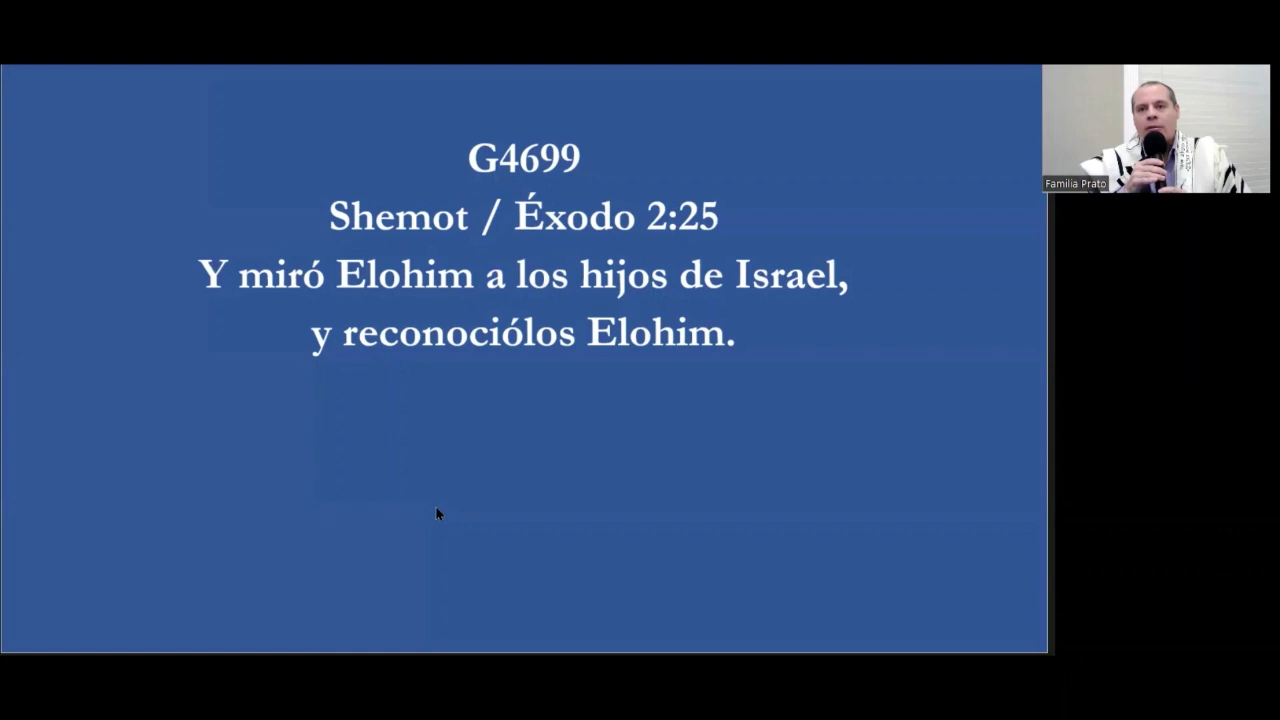 G4699
Shemot / Éxodo 2:25
Y miró Elohim a los hijos de Israel,
y reconociólos Elohim.
Familia Prato